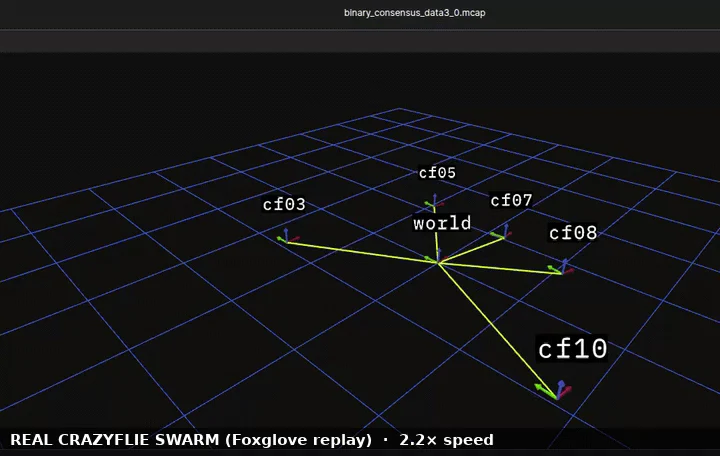 binary_consensus_data3_0.mcap
cf05
cf03
cf07
world
cf08
cf10
REAL CRAZYFLIE SWARM (Foxglove replay) · 2.2× speed